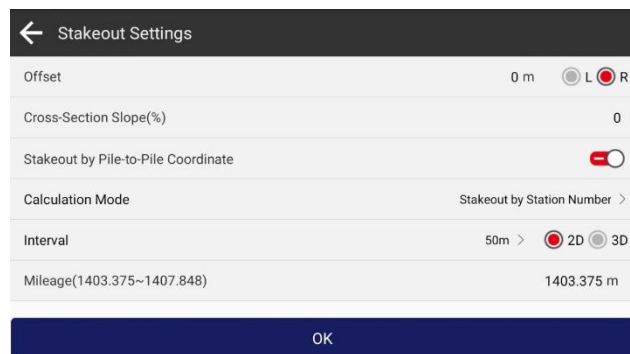 Stakeout Settings
Offset 0 m L R
Cross-Section Slope(%) 0
Stakeout by Pile-to-Pile Coordinate
Calculation Mode Stakeout by Station Number >
Interval 50m > 2D 3D
Mileage(1403.375~1407.848) 1403.375 m
OK